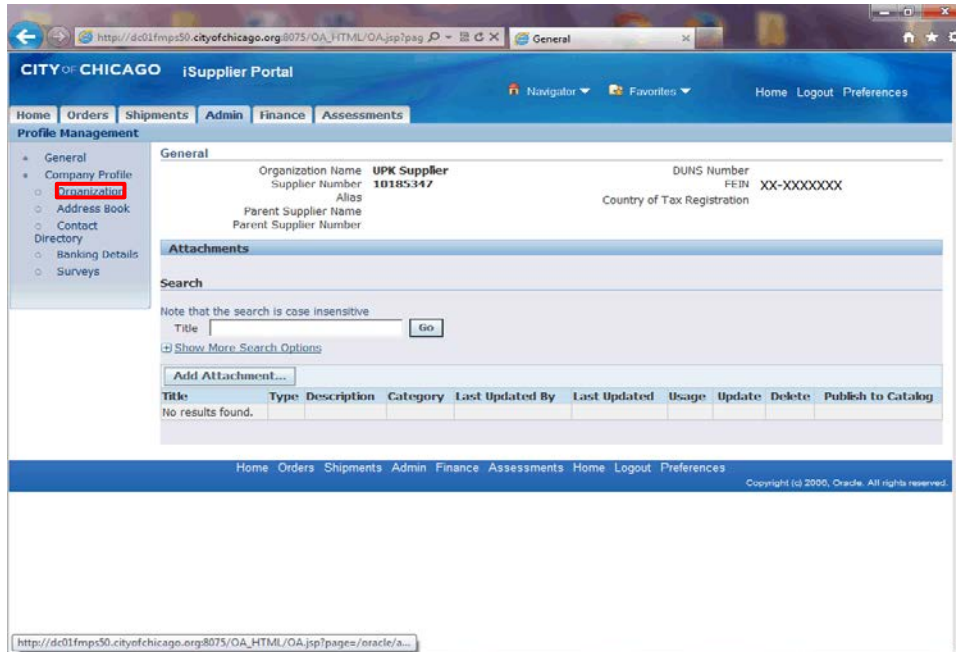 http://dc01fmps50.cityofchicago.org:8075/OA_HTML/OA.jsp?pag
General
CITY OF CHICAGO iSupplier Portal
Navigator Favorites Home Logout Preferences
Home Orders Shipments Admin Finance Assessments
Profile Management
General
Company Profile
Organization
Address Book
Contact
Directory
Banking Details
Surveys
General
Organization Name UPK Supplier DUNS Number
Supplier Number 10185347 FEIN XX-XXXXXXX
Alias Country of Tax Registration
Parent Supplier Name
Parent Supplier Number
Attachments
Search
Note that the search is case insensitive
Title Go
Show More Search Options
Add Attachment...
Title Type Description Category Last Updated By Last Updated Usage Update Delete Publish to Catalog
No results found.
Home Orders Shipments Admin Finance Assessments Home Logout Preferences
Copyright (c) 2006, Oracle. All rights reserved.
http://dc01fmps50.cityofchicago.org:8075/OA_HTML/OA.jsp?page=/oracle/a...